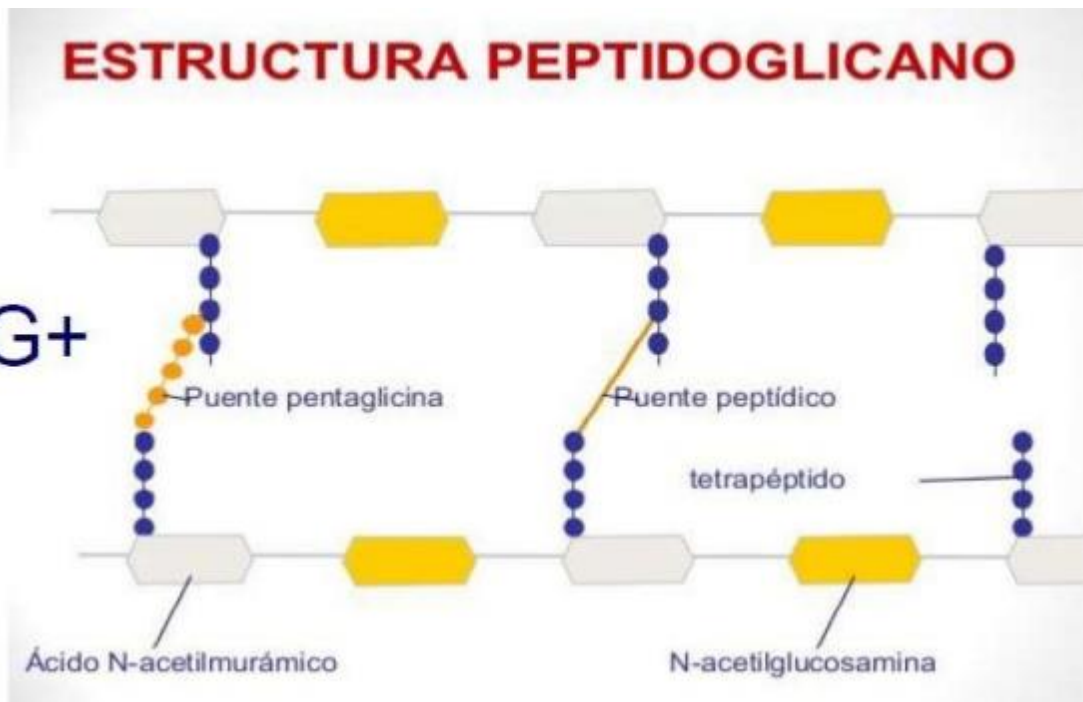 ESTRUCTURA PEPTIDOGLICANO
G+
Puente pentaglicina
Puente peptídico
tetrapéptido
Ácido N-acetilmurámico
N-acetilglucosamina